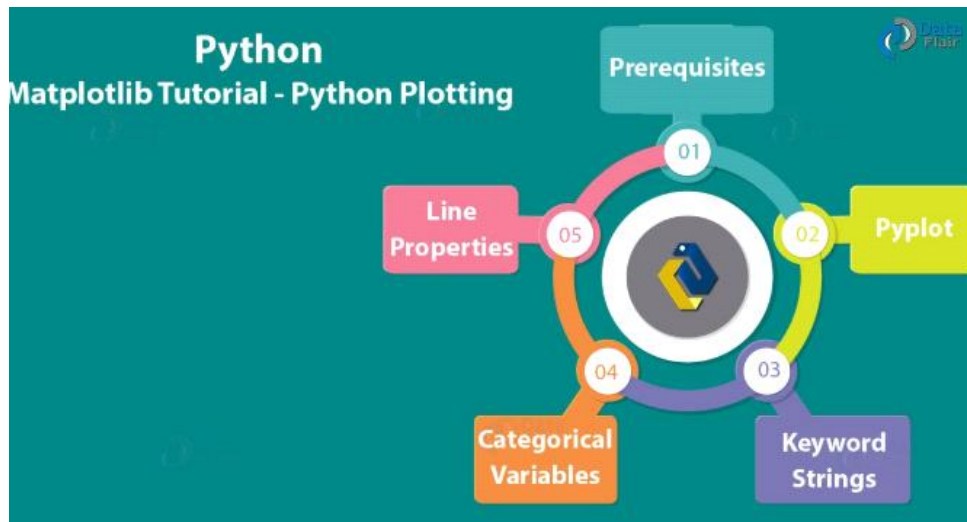 Python
Matplotlib Tutorial - Python Plotting
Data
Flair
Prerequisites
01
Pyplot
02
Keyword
Strings
03
Categorical
Variables
04
Line
Properties
05